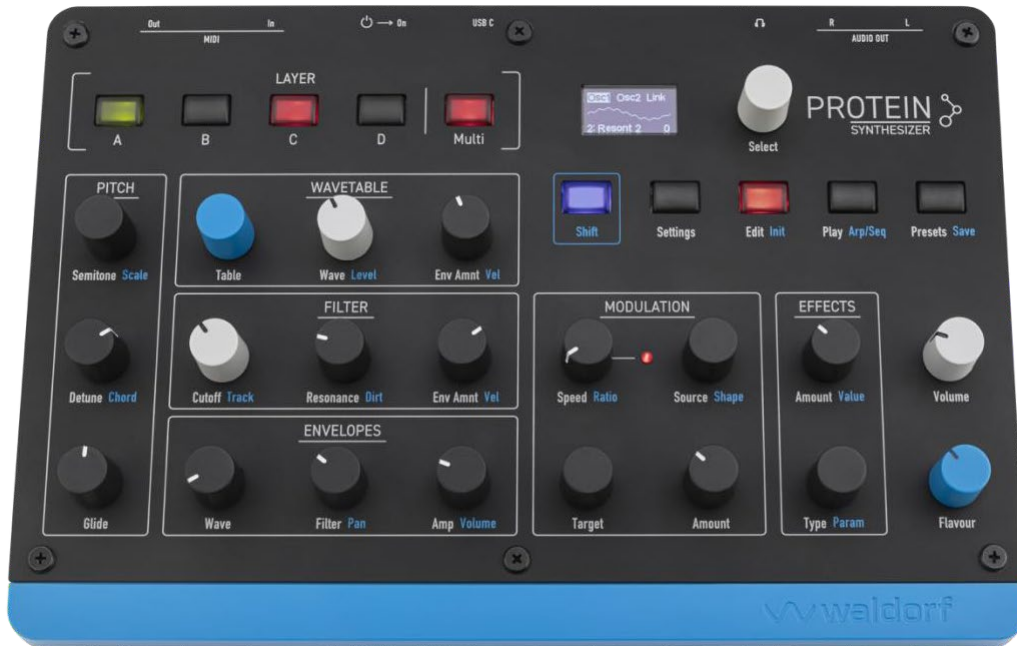 Out In On USB C R L
MIDI AUDIO OUT
LAYER
A B C D Multi
Osc1 Osc2 Link
2: Resont 2 0
Select
PROTEIN
SYNTHESIZER
PITCH
Semitone Scale
Detune Chord
Glide
WAVETABLE
Table Wave Level Env Amnt Vel
FILTER
Cutoff Track Resonance Dirt Env Amnt Vel
ENVELOPES
Wave Filter Pan Amp Volume
Shift Settings Edit Init Play Arp/Seq Presets Save
MODULATION
Speed Ratio Source Shape
Target Amount
EFFECTS
Amount Value
Type Param
Volume
Flavour
waldorf